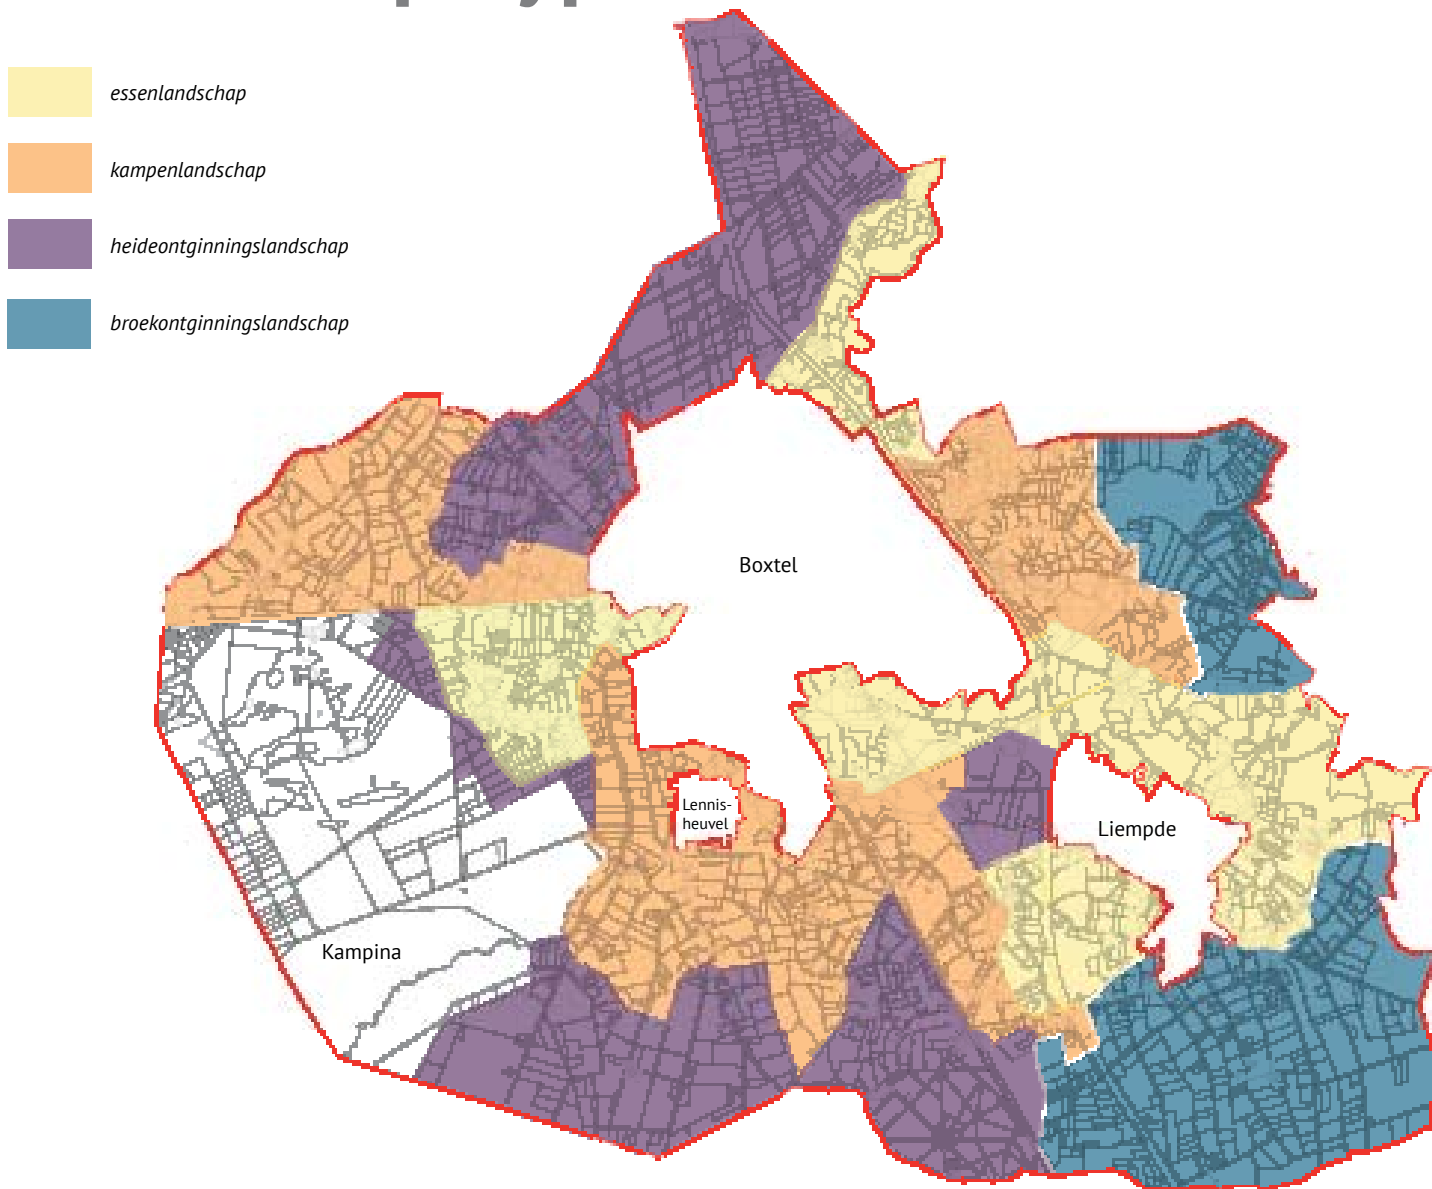 essenlandschap
kampenlandschap
heideontginningslandschap
broekontginningslandschap
Boxtel
Lennis-
heuvel
Liempde
Kampina